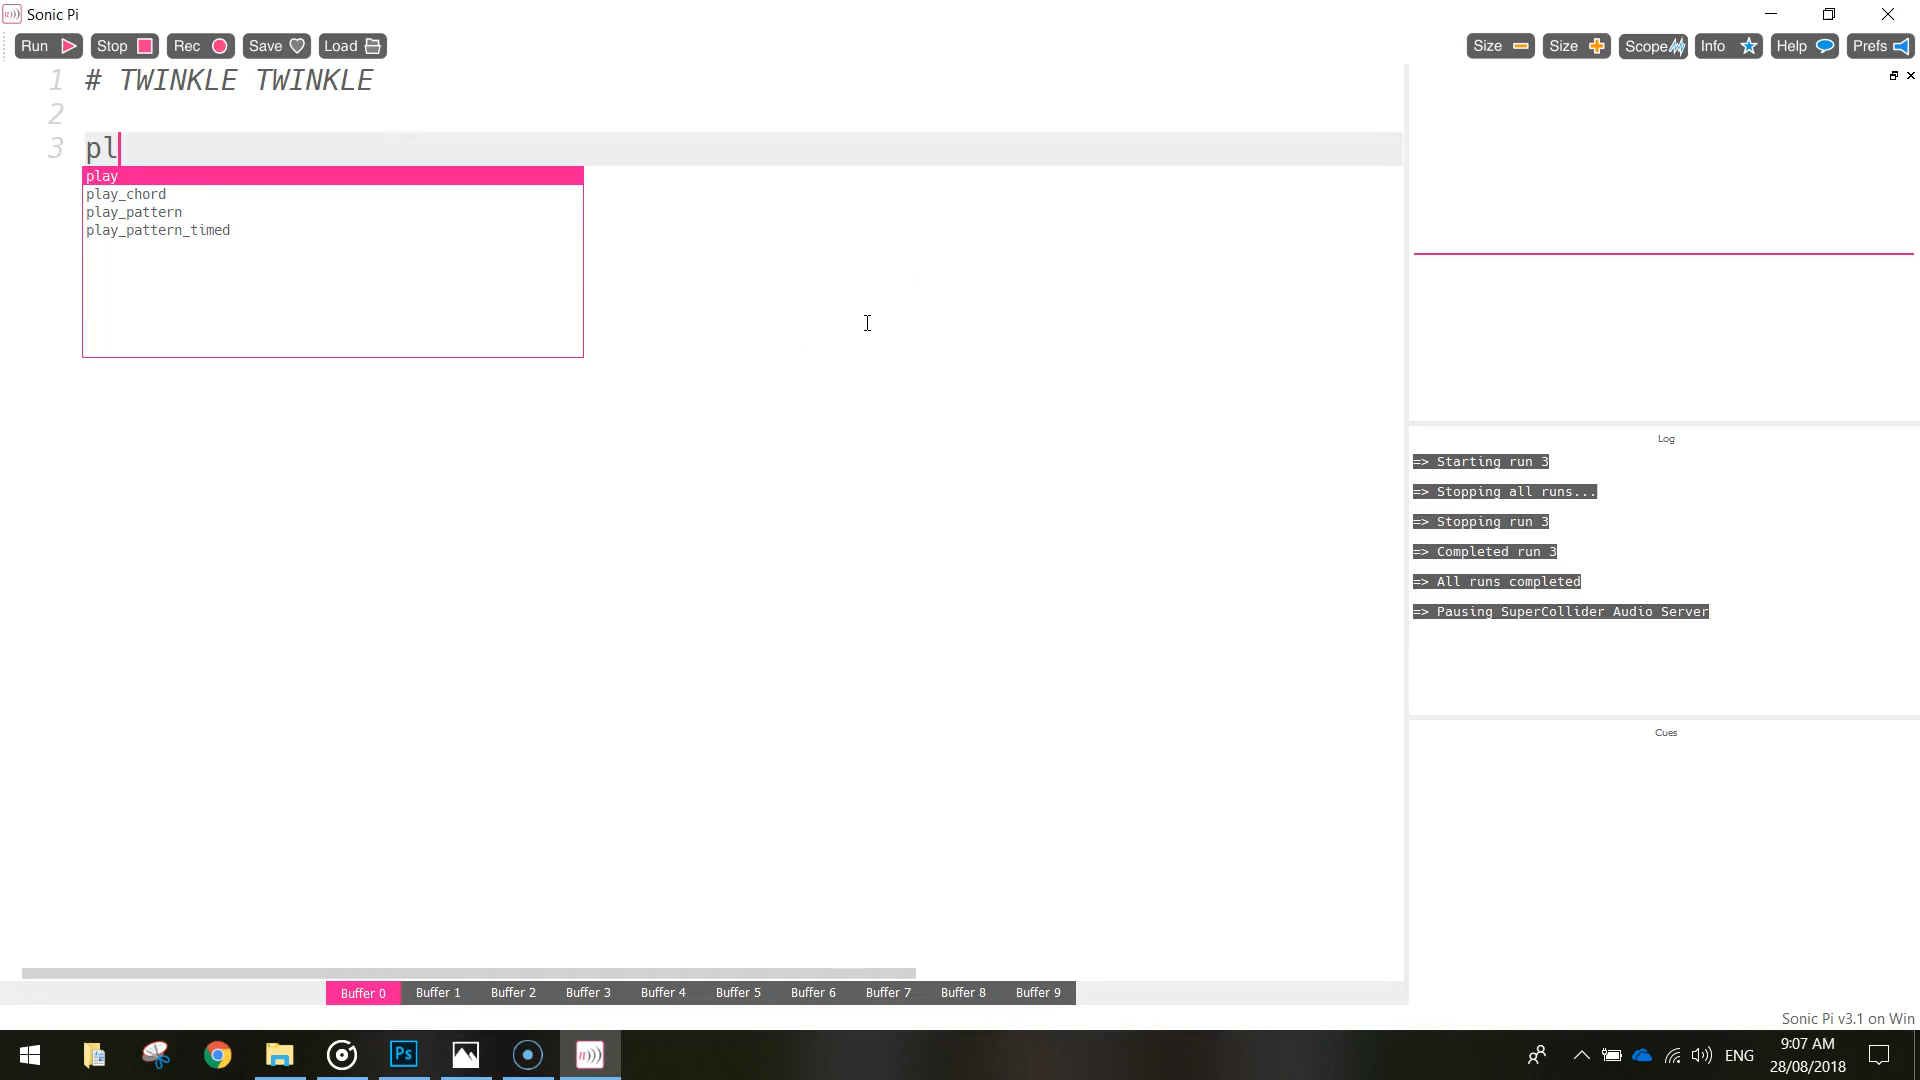 Sonic Pi
Run Stop Rec Save Load Size Size Scope Info Help Prefs
1 # TWINKLE TWINKLE
2
3 pl
play
play_chord
play_pattern
play_pattern_timed
Log
=> Starting run 3
=> Stopping all runs...
=> Stopping run 3
=> Completed run 3
=> All runs completed
=> Pausing SuperCollider Audio Server
Cues
Buffer 0 Buffer 1 Buffer 2 Buffer 3 Buffer 4 Buffer 5 Buffer 6 Buffer 7 Buffer 8 Buffer 9
Sonic Pi v3.1 on Win
Ps
ENG
9:07 AM
28/08/2018